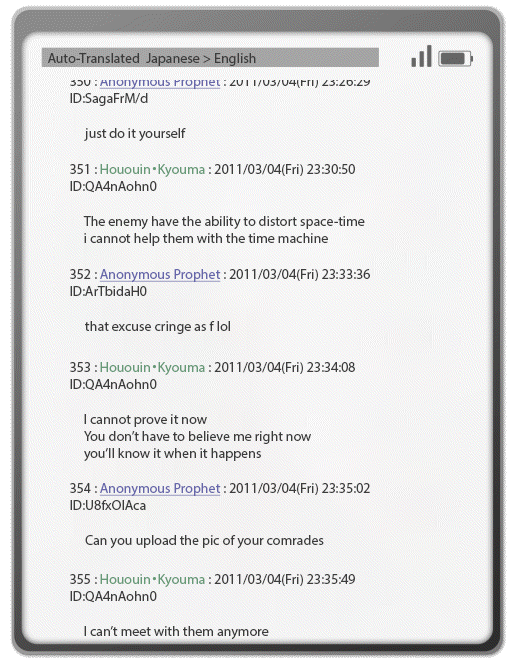 Auto-Translated Japanese > English
350 : Anonymous Prophet : 2011/03/04(Fri) 23:26:29
ID:SagaFrM/d
just do it yourself
351 : Hououin・Kyouma : 2011/03/04(Fri) 23:30:50
ID:QA4nAohn0
The enemy have the ability to distort space-time
i cannot help them with the time machine
352 : Anonymous Prophet : 2011/03/04(Fri) 23:33:36
ID:ArTbidaH0
that excuse cringe as f lol
353 : Hououin・Kyouma : 2011/03/04(Fri) 23:34:08
ID:QA4nAohn0
I cannot prove it now
You don’t have to believe me right now
you’ll know it when it happens
354 : Anonymous Prophet : 2011/03/04(Fri) 23:35:02
ID:U8fxOIAca
Can you upload the pic of your comrades
355 : Hououin・Kyouma : 2011/03/04(Fri) 23:35:49
ID:QA4nAohn0
I can’t meet with them anymore